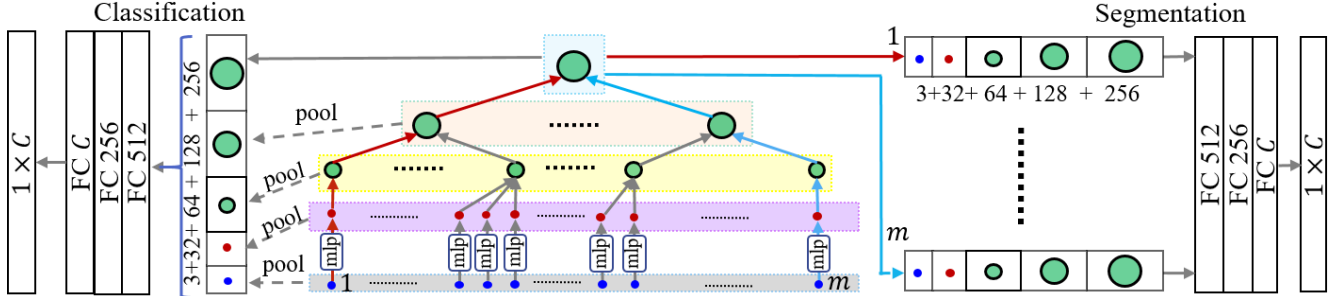 Classification
Segmentation
1 × C
FC C
FC 256
FC 512
3+32+ 64 + 128 + 256
pool
pool
pool
pool
mlp
mlp
mlp
mlp
mlp
mlp
mlp
1
m
1
3+32+ 64 + 128 + 256
m
FC 512
FC 256
FC C
1 × C